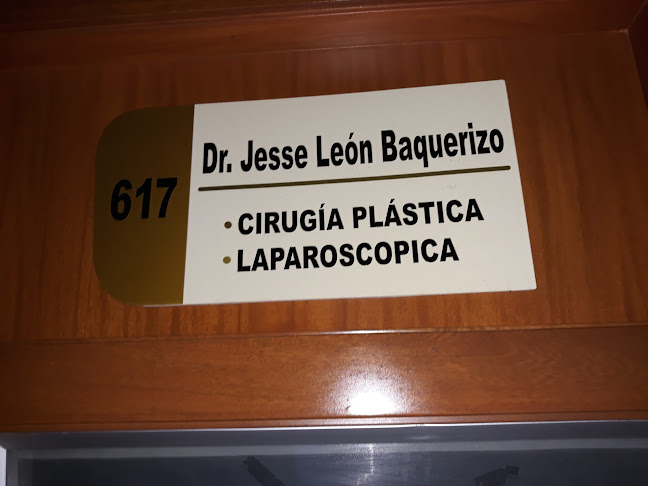 617
Dr. Jesse León Baquerizo
• CIRUGÍA PLÁSTICA
• LAPAROSCOPICA